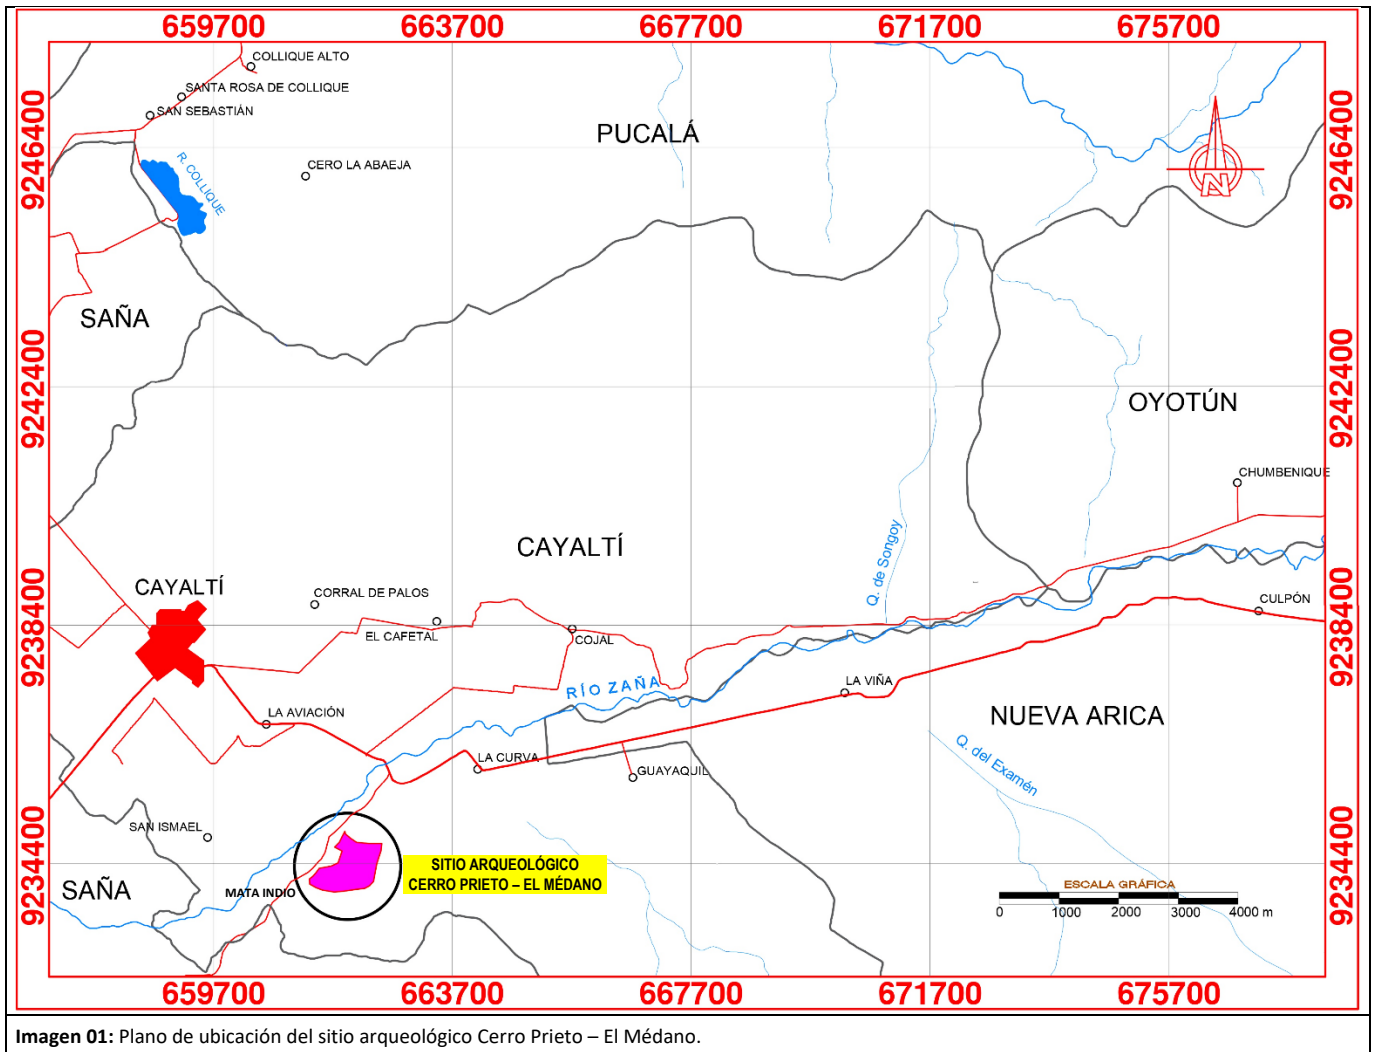 659700
663700
667700
671700
675700
COLLIQUE ALTO
SANTA ROSA DE COLLIQUE
SAN SEBASTIÁN
9246400
PUCALÁ
9246400
R. COLLIQUE
CERO LA ABAEJA
N
SAÑA
9242400
9242400
OYOTÚN
CHUMBENIQUE
CAYALTÍ
Q. de Songoy
CAYALTÍ
CORRAL DE PALOS
9238400
9238400
CULPÓN
EL CAFETAL
COJAL
RÍO ZAÑA
LA VIÑA
LA AVIACIÓN
NUEVA ARICA
Q. del Examén
LA CURVA
GUAYAQUIL
SAN ISMAEL
9234400
9234400
SITIO ARQUEOLÓGICO
CERRO PRIETO – EL MÉDANO
SAÑA
MATA INDIO
ESCALA GRÁFICA
0 1000 2000 3000 4000 m
659700
663700
667700
671700
675700
Imagen 01: Plano de ubicación del sitio arqueológico Cerro Prieto – El Médano.